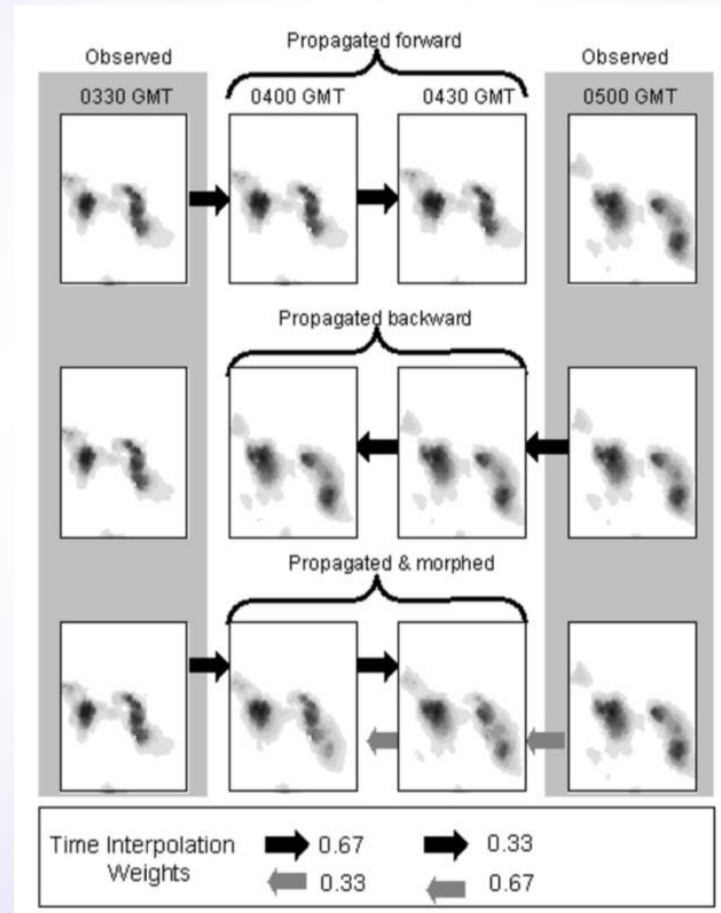 Propagated forward
Observed
Observed
0330 GMT
0400 GMT
0430 GMT
0500 GMT
Propagated backward
Propagated & morphed
Time Interpolation
Weights
0.67
0.33
0.33
0.67